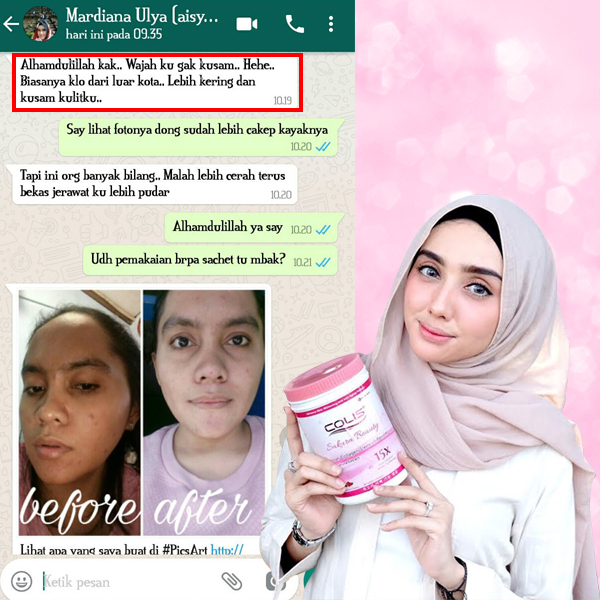 Mardiana Ulya (aisy...
hari ini pada 09.35
Alhamdulillah kak.. Wajah ku gak kusam.. Hehe..
Biasanya klo dari luar kota.. Lebih kering dan
kusam kulitku..
10.19
Say lihat fotonya dong sudah lebih cakep kayaknya
10.20
Tapi ini org banyak bilang.. Malah lebih cerah terus
bekas jerawat ku lebih pudar
10.20
Alhamdulillah ya say
10.20
Udh pemakaian brpa sachet tu mbak?
10.21
before after
Lihat apa yang saya buat di #PicsArt http://
Ketik pesan
COLIS
Sakura Beauty
15X